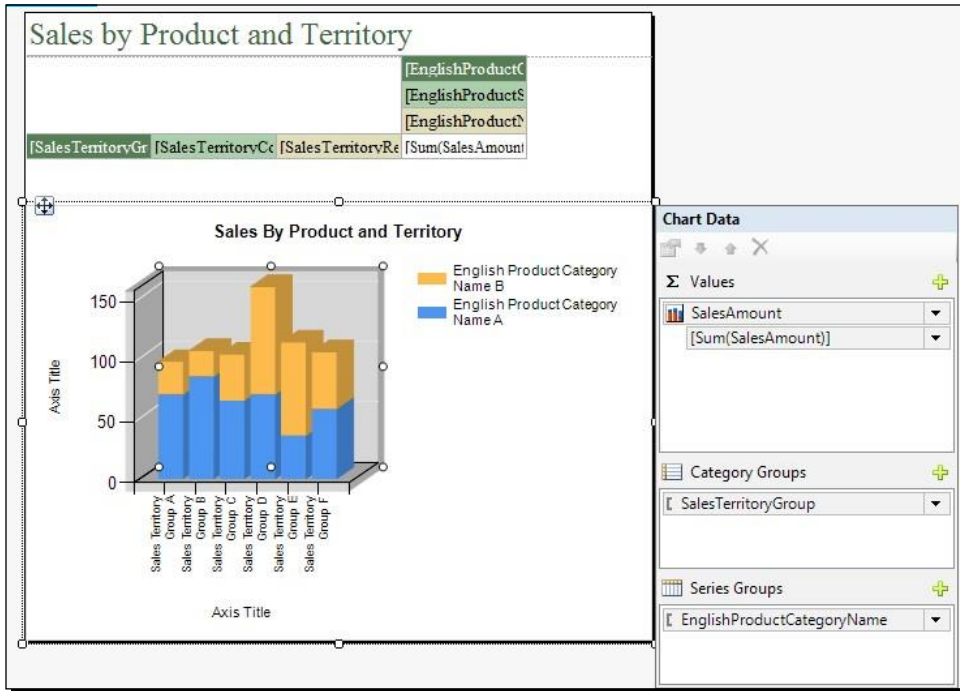 Sales by Product and Territory
[EnglishProductC
[EnglishProductS
[EnglishProductN
[SalesTerritoryGr [SalesTerritoryCo [SalesTerritoryRe [Sum(SalesAmount
Sales By Product and Territory
English Product Category
Name B
English Product Category
Name A
150
100
50
0
Axis Title
Sales Territory
Group A
Sales Territory
Group B
Sales Territory
Group C
Sales Territory
Group D
Sales Territory
Group E
Sales Territory
Group F
Axis Title
Chart Data
Σ Values
SalesAmount
[Sum(SalesAmount)]
Category Groups
SalesTerritoryGroup
Series Groups
EnglishProductCategoryName